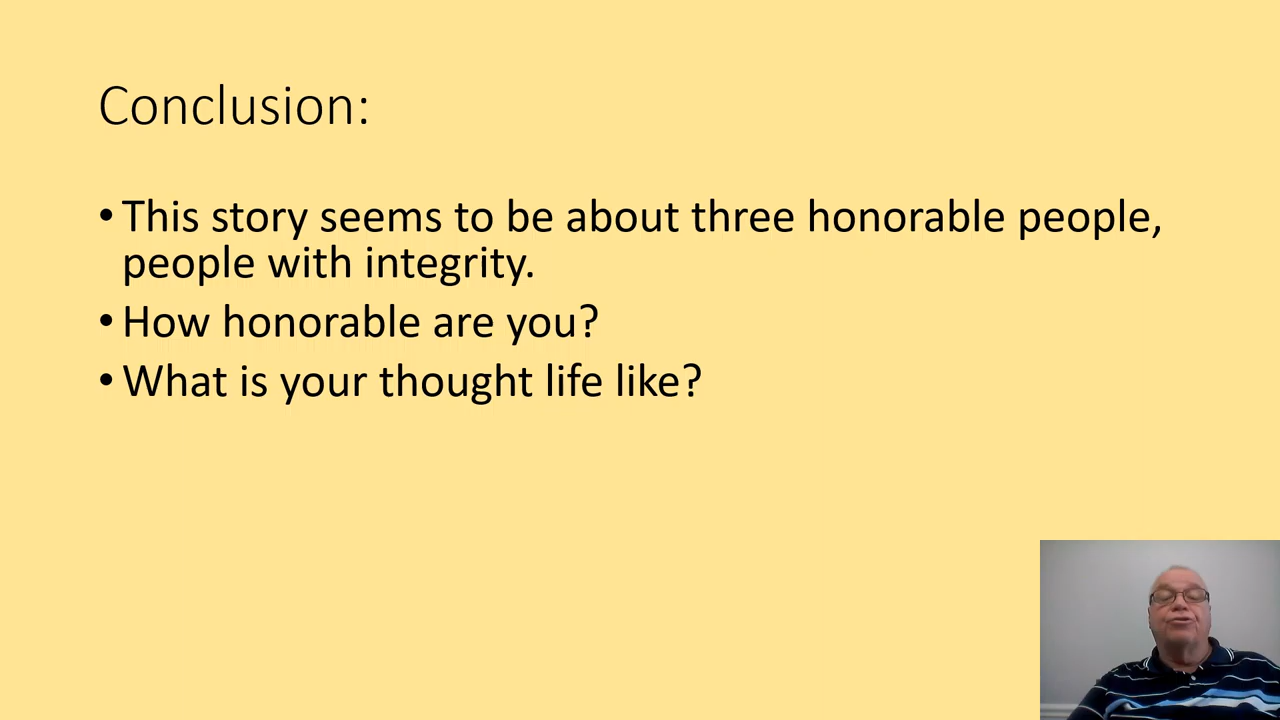 Conclusion:
• This story seems to be about three honorable people,
people with integrity.
• How honorable are you?
• What is your thought life like?